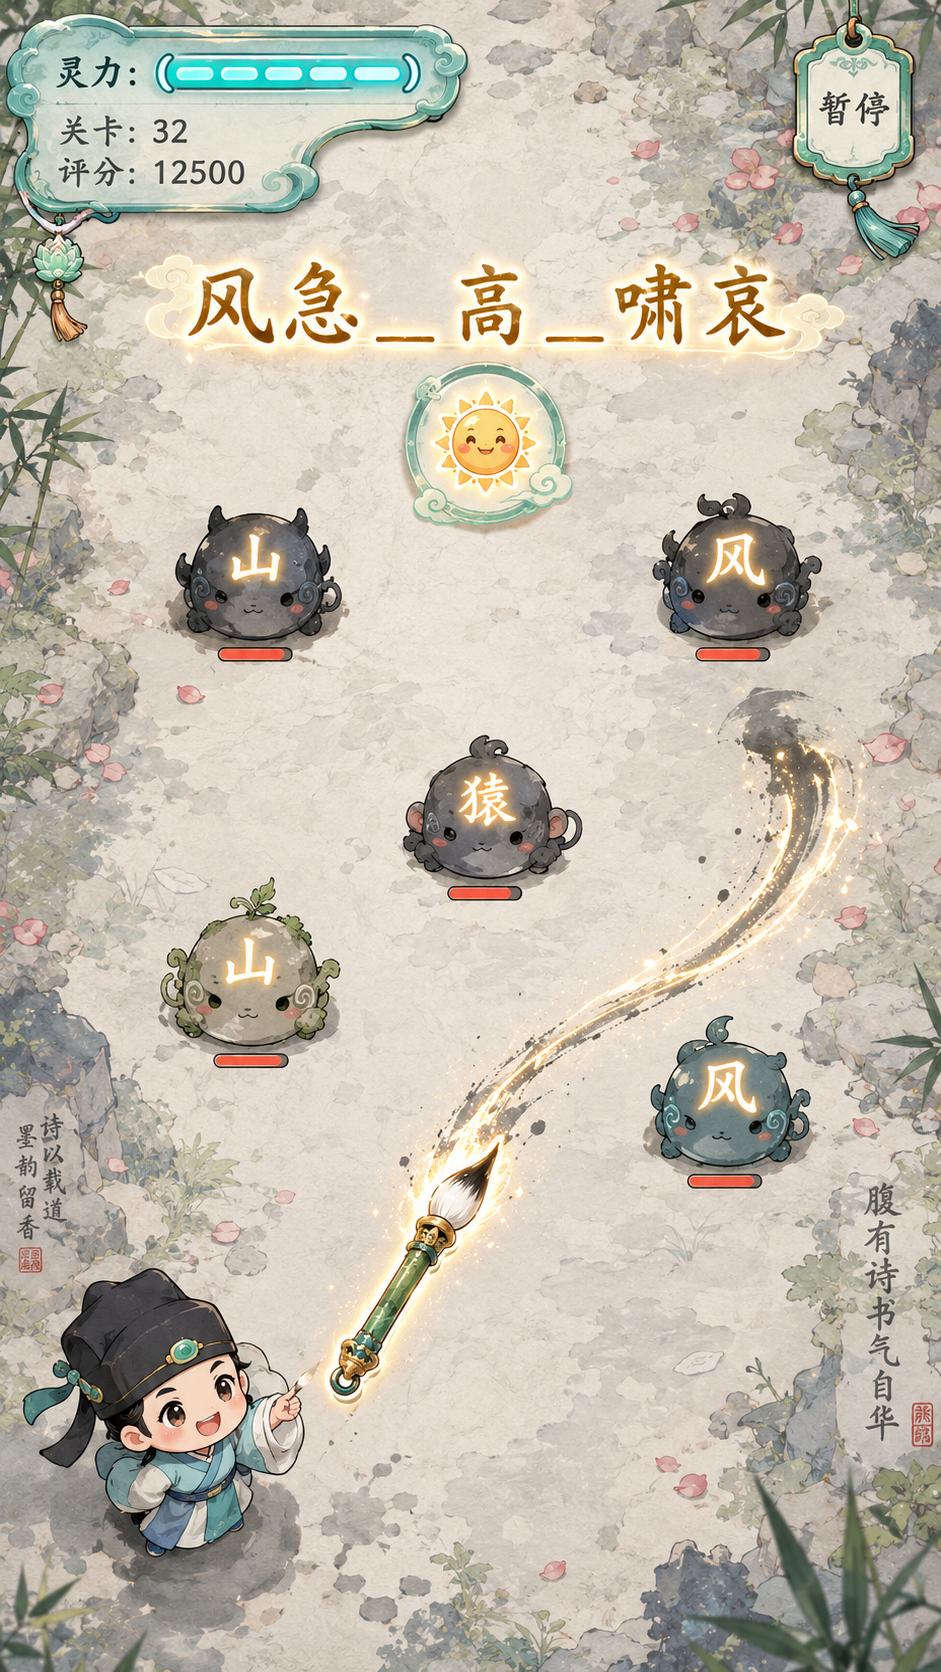 灵力：
关卡：32
评分：12500
暂停
风急_高_啸哀
山
风
猿
山
风
诗以载道
墨韵留香
腹有诗书气自华